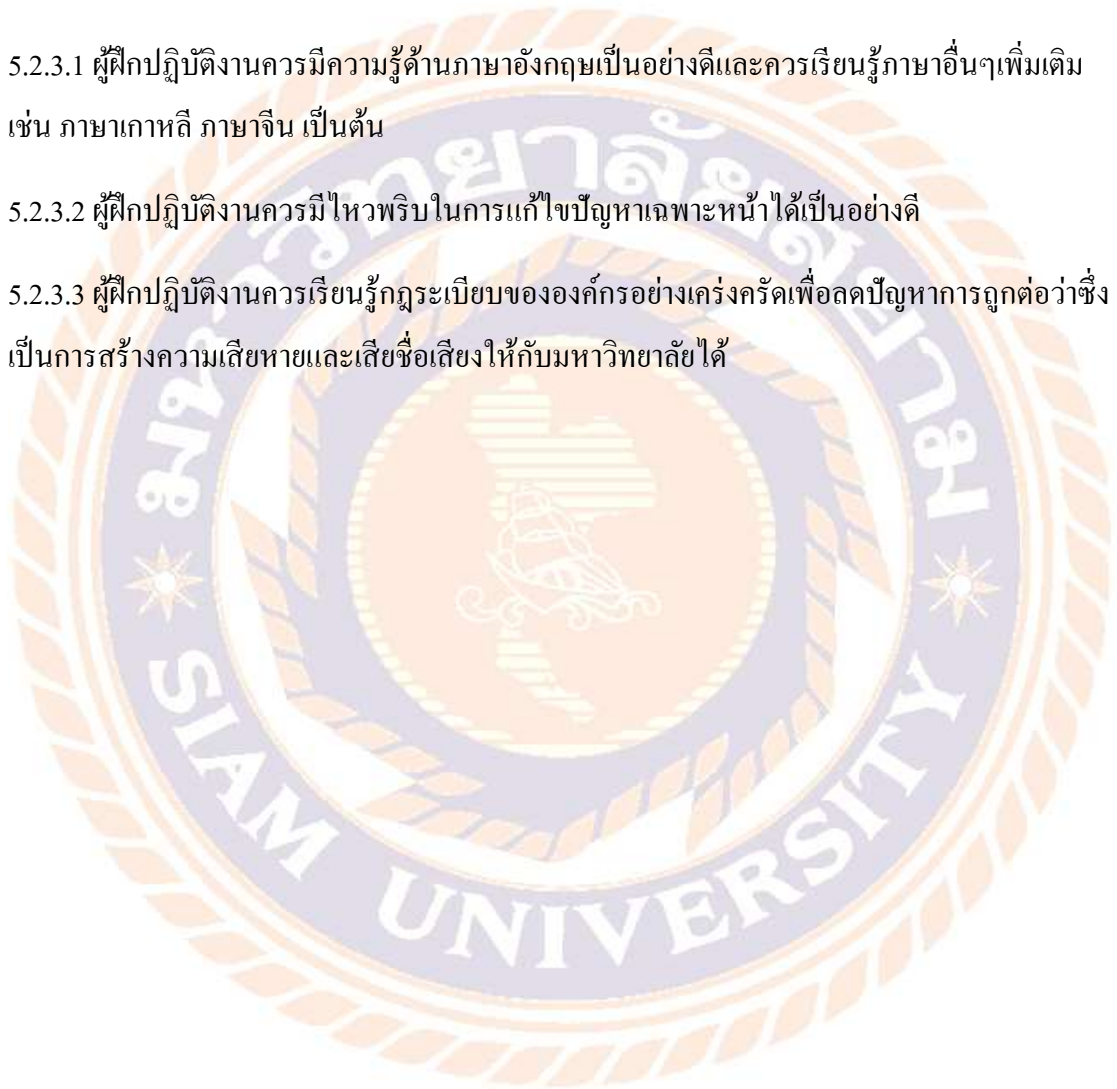 5.2.3.1 ผู้ฝึกปฏิบัติงานควรมีความรู้ด้านภาษาอังกฤษเป็นอย่างดีและควรเรียนรู้ภาษาอื่นๆเพิ่มเติม
เช่น ภาษาเกาหลี ภาษาจีน เป็นต้น
5.2.3.2 ผู้ฝึกปฏิบัติงานควรมีไหวพริบในการแก้ไขปัญหาเฉพาะหน้าได้เป็นอย่างดี
5.2.3.3 ผู้ฝึกปฏิบัติงานควรเรียนรู้กฎระเบียบขององค์กรอย่างเคร่งครัดเพื่อลดปัญหาการถูกต่อว่าซึ่ง
เป็นการสร้างความเสียหายและเสียชื่อเสียงให้กับมหาวิทยาลัยได้
มหาวิทยาลัยสยาม
SIAM UNIVERSITY